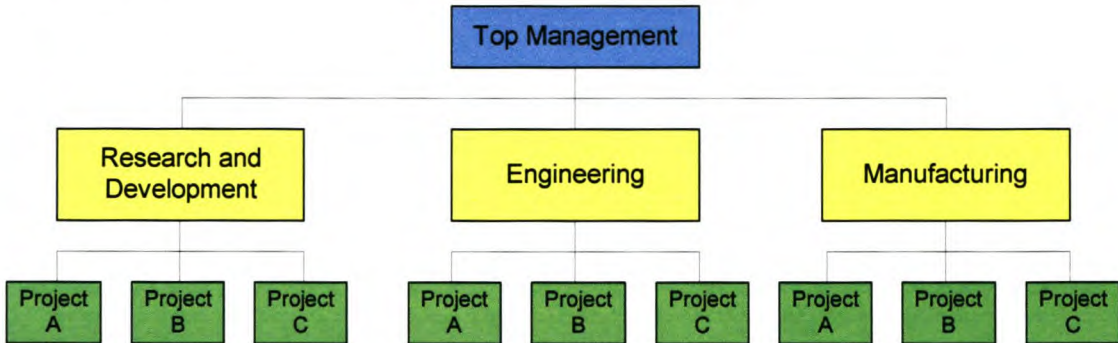 Top Management
Research and
Development
Engineering
Manufacturing
Project
A
Project
B
Project
C
Project
A
Project
B
Project
C
Project
A
Project
B
Project
C